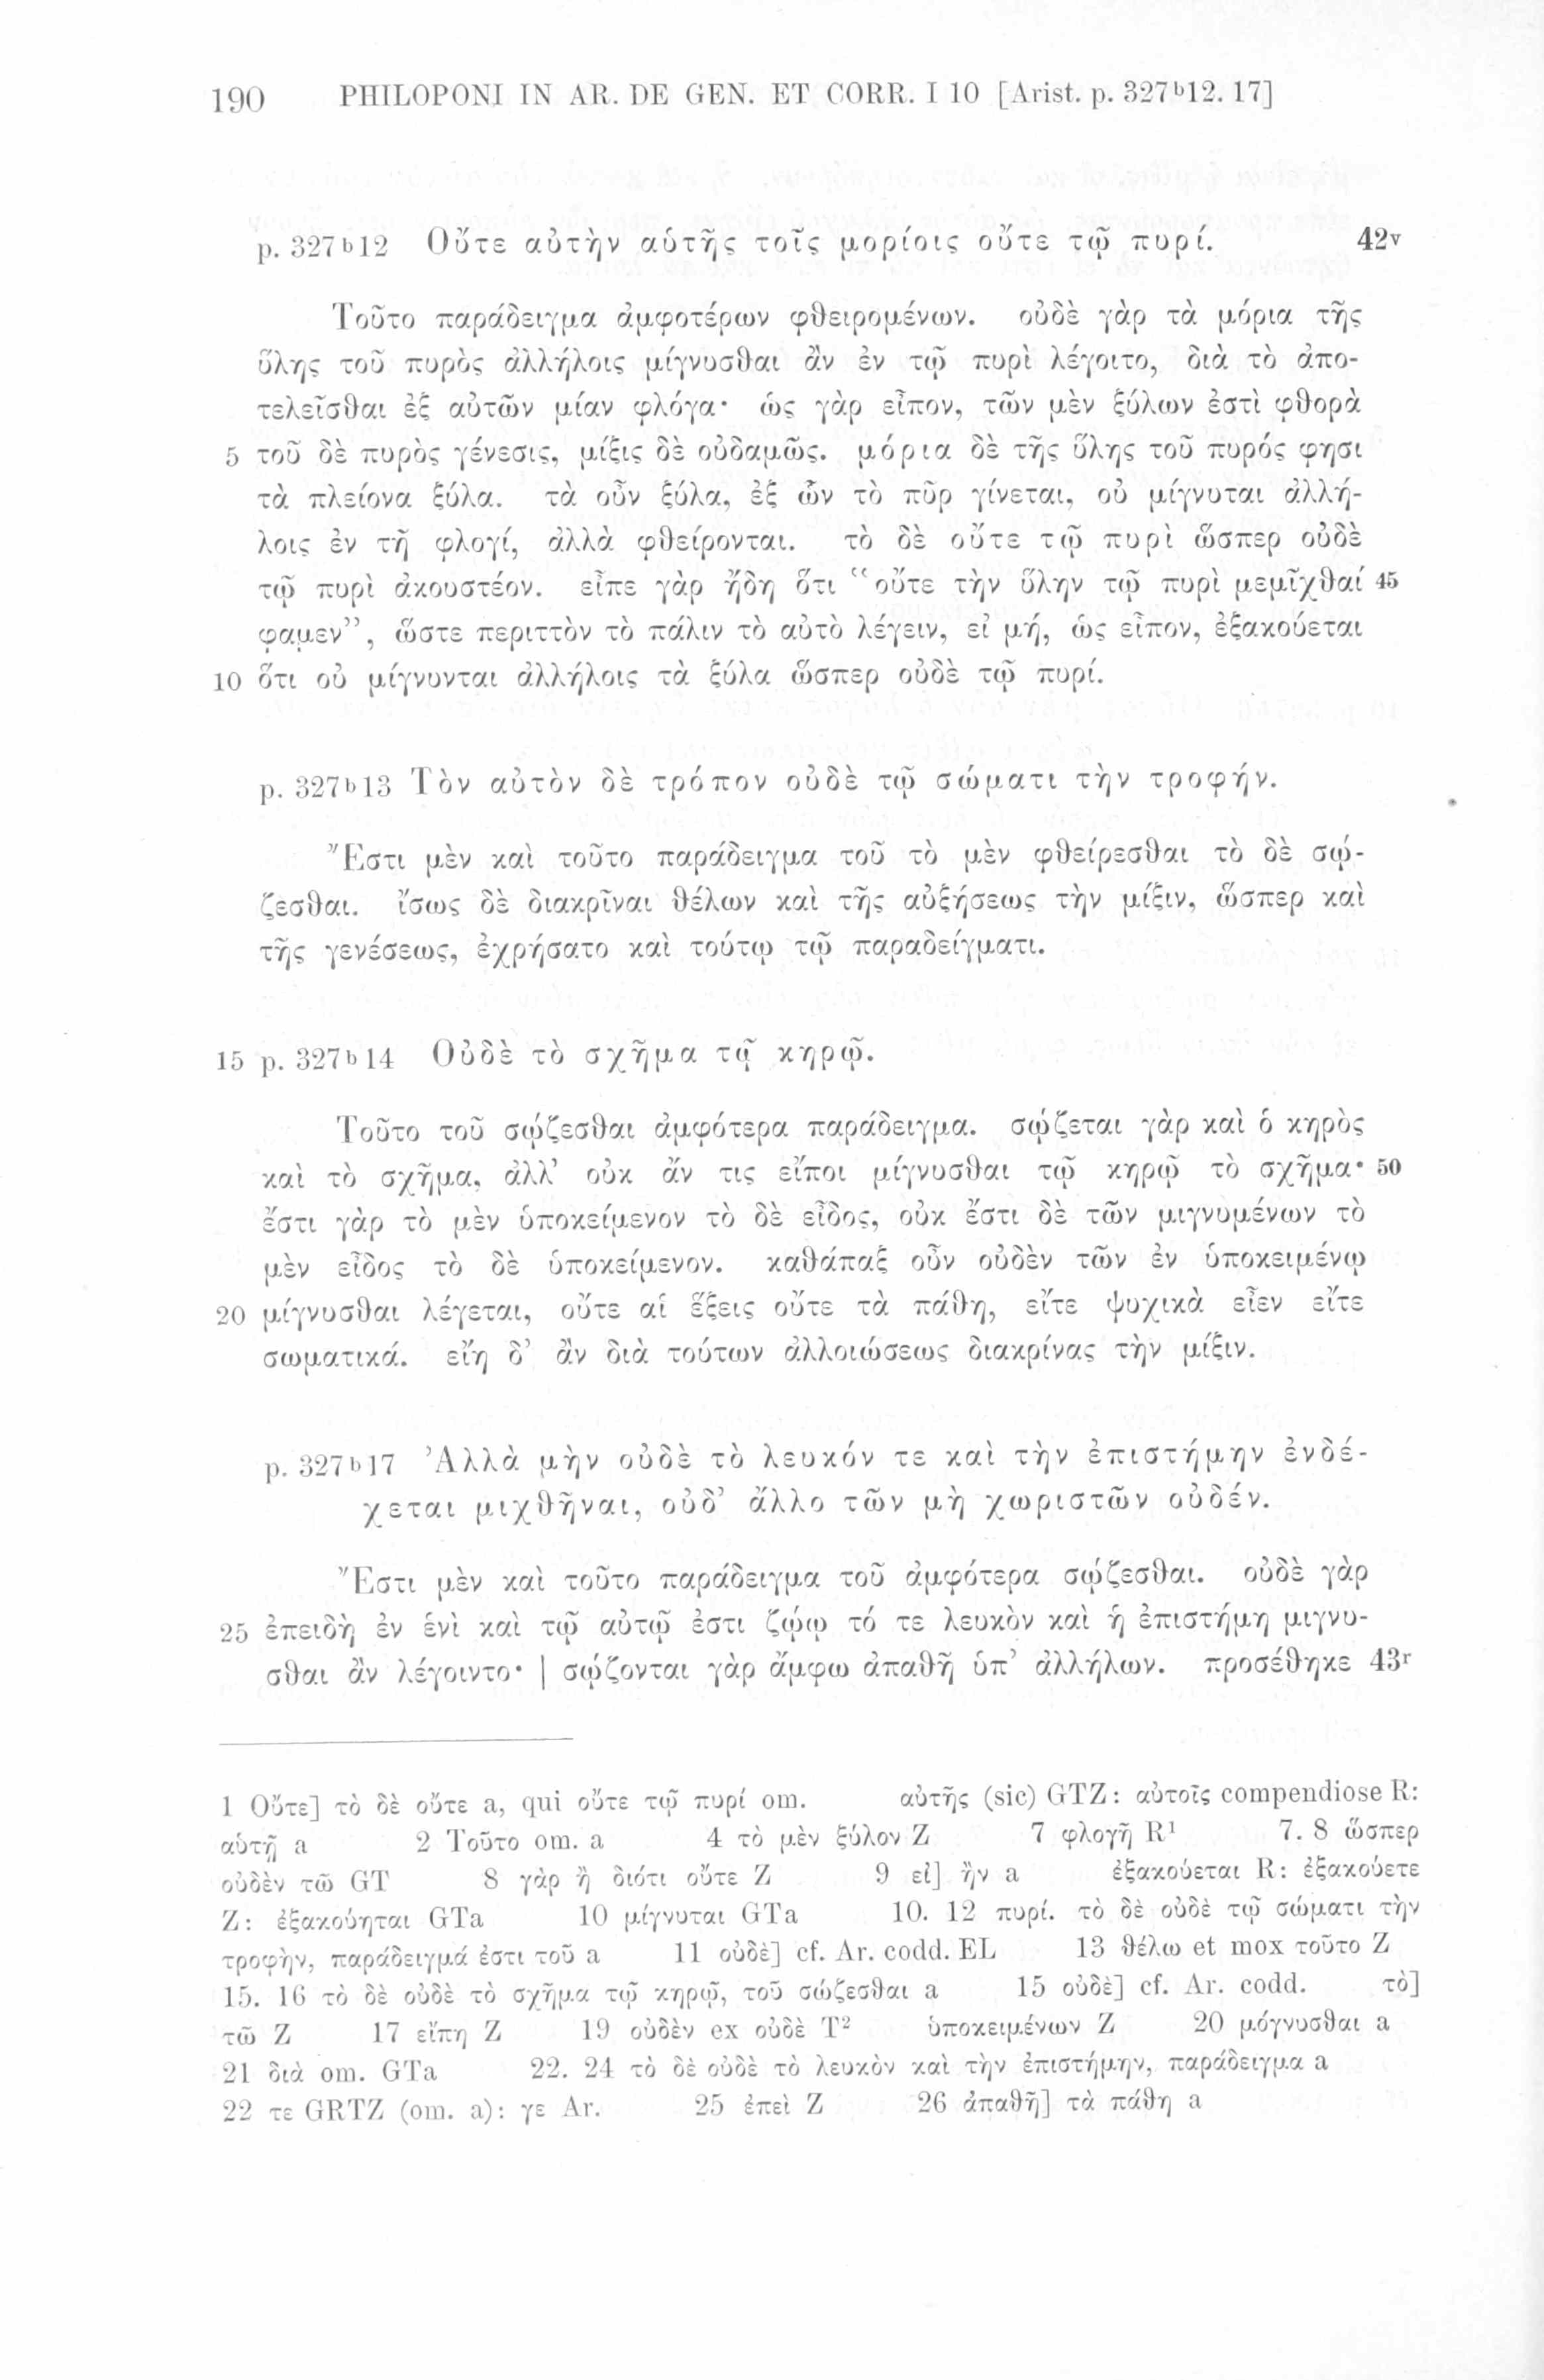 190 PHILOPONI IN AR. DE GEN. ET CORR. I 10 [Arist. p. 327ᵇ12. 17]
p. 327ᵇ12 Οὔτε αὐτὴν αὑτῆς τοῖς μορίοις οὔτε τῷ πυρί. 42ᵛ
Τοῦτο παράδειγμα ἀμφοτέρων φθειρομένων. οὐδὲ γὰρ τὰ μόρια τῆς
ὕλης τοῦ πυρὸς ἀλλήλοις μίγνυσθαι ἂν ἐν τῷ πυρὶ λέγοιτο, διὰ τὸ ἀπο-
τελεῖσθαι ἐξ αὐτῶν μίαν φλόγα· ὡς γὰρ εἶπον, τῶν μὲν ξύλων ἐστὶ φθορὰ
5 τοῦ δὲ πυρὸς γένεσις, μίξις δὲ οὐδαμῶς. μόρια δὲ τῆς ὕλης τοῦ πυρός φησι
τὰ πλείονα ξύλα. τὰ οὖν ξύλα, ἐξ ὧν τὸ πῦρ γίνεται, οὐ μίγνυται ἀλλή-
λοις ἐν τῇ φλογί, ἀλλὰ φθείρονται. τὸ δὲ οὔτε τῷ πυρὶ ὥσπερ οὐδὲ
τῷ πυρὶ ἀκουστέον. εἶπε γὰρ ἤδη ὅτι “οὔτε τὴν ὕλην τῷ πυρὶ μεμῖχθαί 45
φαμεν”, ὥστε περιττὸν τὸ πάλιν τὸ αὐτὸ λέγειν, εἰ μή, ὡς εἶπον, ἐξακούεται
10 ὅτι οὐ μίγνυνται ἀλλήλοις τὰ ξύλα ὥσπερ οὐδὲ τῷ πυρί.
p. 327ᵇ13 Τὸν αὐτὸν δὲ τρόπον οὐδὲ τῷ σώματι τὴν τροφήν.
Ἔστι μὲν καὶ τοῦτο παράδειγμα τοῦ τὸ μὲν φθείρεσθαι τὸ δὲ σῴ-
ζεσθαι. ἴσως δὲ διακρῖναι θέλων καὶ τῆς αὐξήσεως τὴν μίξιν, ὥσπερ καὶ
τῆς γενέσεως, ἐχρήσατο καὶ τούτῳ τῷ παραδείγματι.
15 p. 327ᵇ14 Οὐδὲ τὸ σχῆμα τῷ κηρῷ.
Τοῦτο τοῦ σῴζεσθαι ἀμφότερα παράδειγμα. σῴζεται γὰρ καὶ ὁ κηρὸς
καὶ τὸ σχῆμα, ἀλλ’ οὐκ ἄν τις εἴποι μίγνυσθαι τῷ κηρῷ τὸ σχῆμα· 50
ἔστι γὰρ τὸ μὲν ὑποκείμενον τὸ δὲ εἶδος, οὐκ ἔστι δὲ τῶν μιγνυμένων τὸ
μὲν εἶδος τὸ δὲ ὑποκείμενον. καθάπαξ οὖν οὐδὲν τῶν ἐν ὑποκειμένῳ
20 μίγνυσθαι λέγεται, οὔτε αἱ ἕξεις οὔτε τὰ πάθη, εἴτε ψυχικὰ εἶεν εἴτε
σωματικά. εἴη δ’ ἂν διὰ τούτων ἀλλοιώσεως διακρίνας τὴν μίξιν.
p. 327ᵇ17 Ἀλλὰ μὴν οὐδὲ τὸ λευκόν τε καὶ τὴν ἐπιστήμην ἐνδέ-
χεται μιχθῆναι, οὐδ’ ἄλλο τῶν μὴ χωριστῶν οὐδέν.
Ἔστι μὲν καὶ τοῦτο παράδειγμα τοῦ ἀμφότερα σῴζεσθαι. οὐδὲ γὰρ
25 ἐπειδὴ ἐν ἑνὶ καὶ τῷ αὐτῷ ἐστι ζῴῳ τό τε λευκὸν καὶ ἡ ἐπιστήμη μιγνυ-
σθαι ἂν λέγοιντο· | σῴζονται γὰρ ἄμφω ἀπαθῆ ὑπ’ ἀλλήλων. προσέθηκε 43ʳ
1 Οὔτε] τὸ δὲ οὔτε a, qui οὔτε τῷ πυρί om. αὐτῆς (sic) GTZ: αὐτοῖς compendiose R:
αὑτῇ a 2 Τοῦτο om. a 4 τὸ μὲν ξύλον Z 7 φλογῇ R¹ 7. 8 ὥσπερ
οὐδὲν τῶ GT 8 γὰρ ἢ διότι οὔτε Z 9 εἰ] ἦν a ἐξακούεται R: ἐξακούετε
Z: ἐξακούηται GTa 10 μίγνυται GTa 10. 12 πυρί. τὸ δὲ οὐδὲ τῷ σώματι τὴν
τροφὴν, παράδειγμά ἐστι τοῦ a 11 οὐδὲ] cf. Ar. codd. EL 13 θέλω et mox τοῦτο Z
15. 16 τὸ δὲ οὐδὲ τὸ σχῆμα τῷ κηρῷ, τοῦ σώζεσθαι a 15 οὐδὲ] cf. Ar. codd. τὸ]
τῶ Z 17 εἴπη Z 19 οὐδὲν ex οὐδὲ T² ὑποκειμένων Z 20 μόγνυσθαι a
21 διὰ om. GTa 22. 24 τὸ δὲ οὐδὲ τὸ λευκὸν καὶ τὴν ἐπιστήμην, παράδειγμα a
22 τε GRTZ (om. a): γε Ar. 25 ἐπεὶ Z 26 ἀπαθῆ] τὰ πάθη a